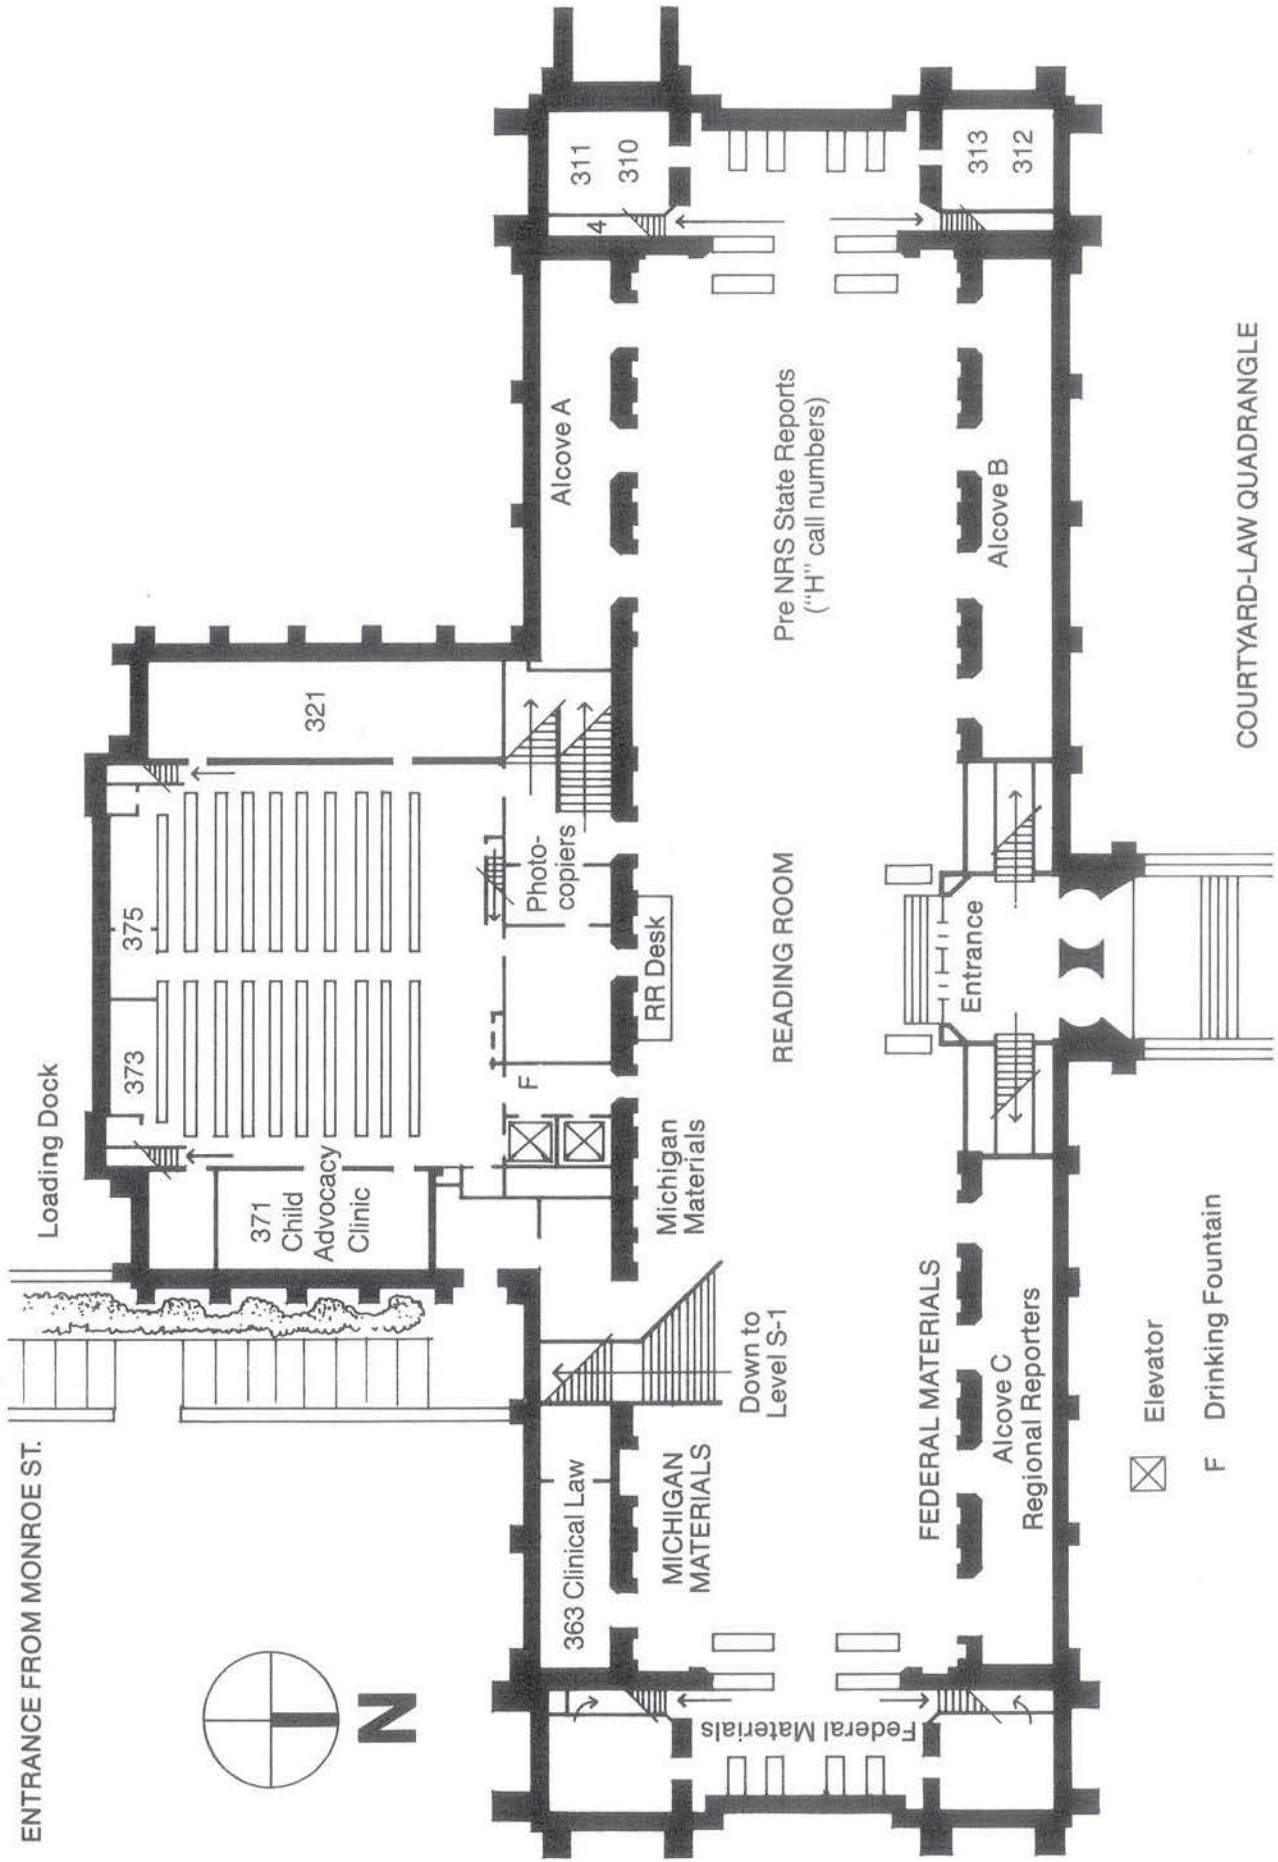 ENTRANCE FROM MONROE ST.
Loading Dock
N
373
375
321
371
Child
Advocacy
Clinic
F
Photo-
copiers
Alcove A
4
311
310
363 Clinical Law
MICHIGAN
MATERIALS
Michigan
Materials
RR Desk
Down to
Level S-1
READING ROOM
Pre NRS State Reports
("H" call numbers)
Federal Materials
FEDERAL MATERIALS
Alcove C
Regional Reporters
Entrance
Alcove B
313
312
Elevator
F Drinking Fountain
COURTYARD-LAW QUADRANGLE